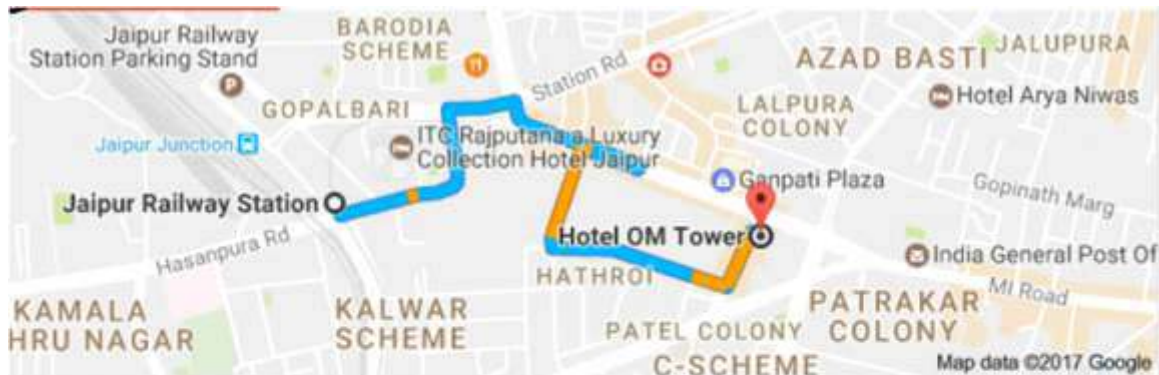 Jaipur Railway
Station Parking Stand
BARODIA
SCHEME
Station Rd
AZAD BASTI
JALUPURA
GOPALBARI
LALPURA
COLONY
Hotel Arya Niwas
Jaipur Junction
ITC Rajputana a Luxury
Collection Hotel Jaipur
Ganpati Plaza
Gopinath Marg
Jaipur Railway Station
Hotel OM Tower
Hasanpura Rd
HATHROI
India General Post Of
MI Road
KAMALA
HRU NAGAR
KALWAR
SCHEME
PATRAKAR
COLONY
PATEL COLONY
C-SCHEME
Map data ©2017 Google